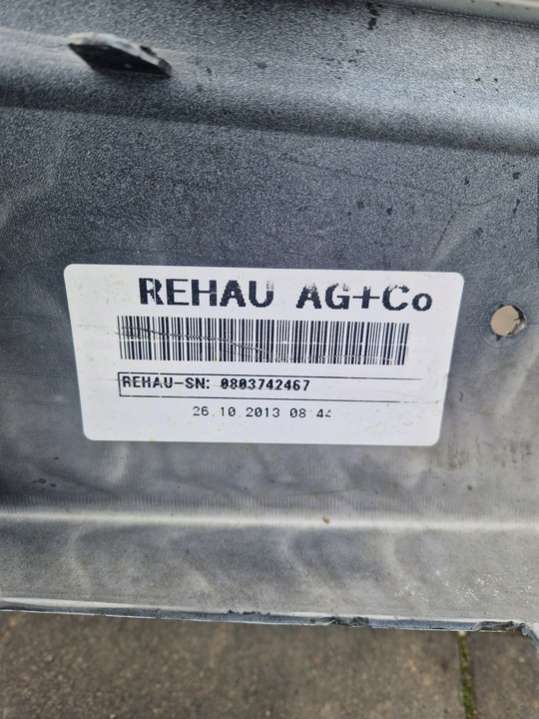 REHAU AG+Co
REHAU-SN: 0803742467
26.10.2013 08:44